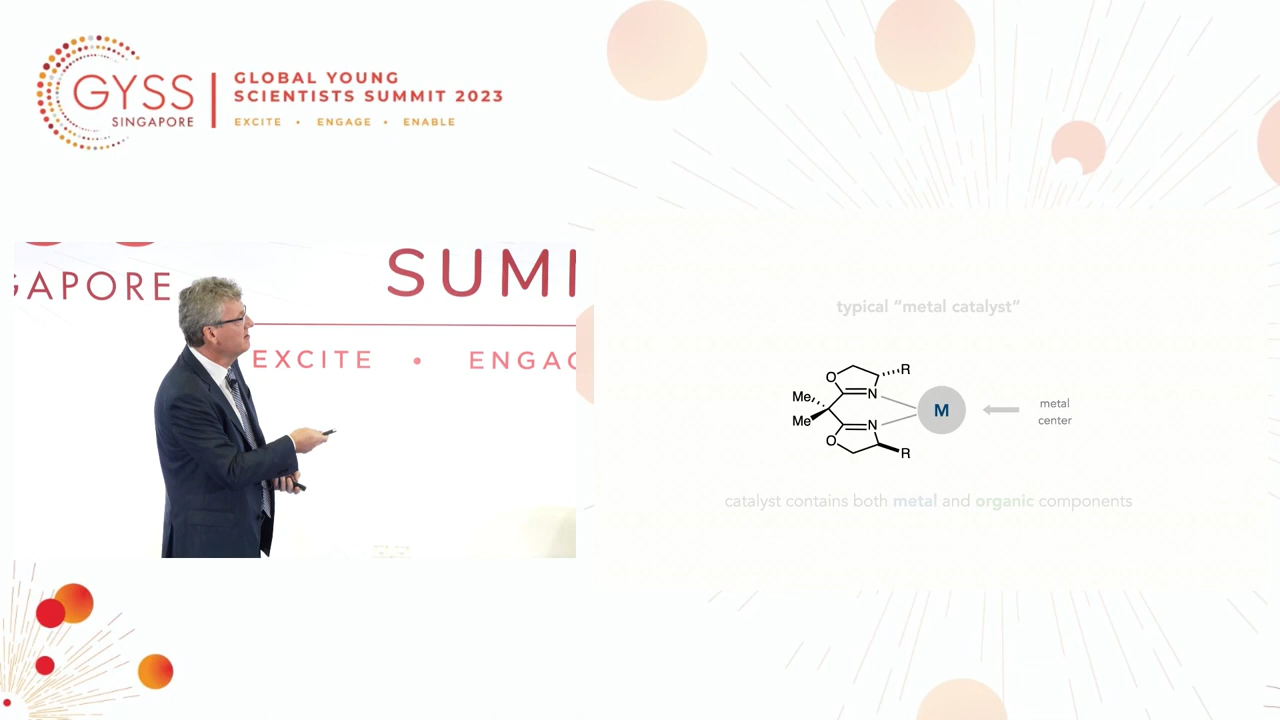 GYSS
SINGAPORE
GLOBAL YOUNG
SCIENTISTS SUMMIT 2023
EXCITE • ENGAGE • ENABLE
GAPORE
SUMI
EXCITE • ENGAG
typical “metal catalyst”
O
R
N
Me
Me
M
metal
center
N
O
R
catalyst contains both metal and organic components